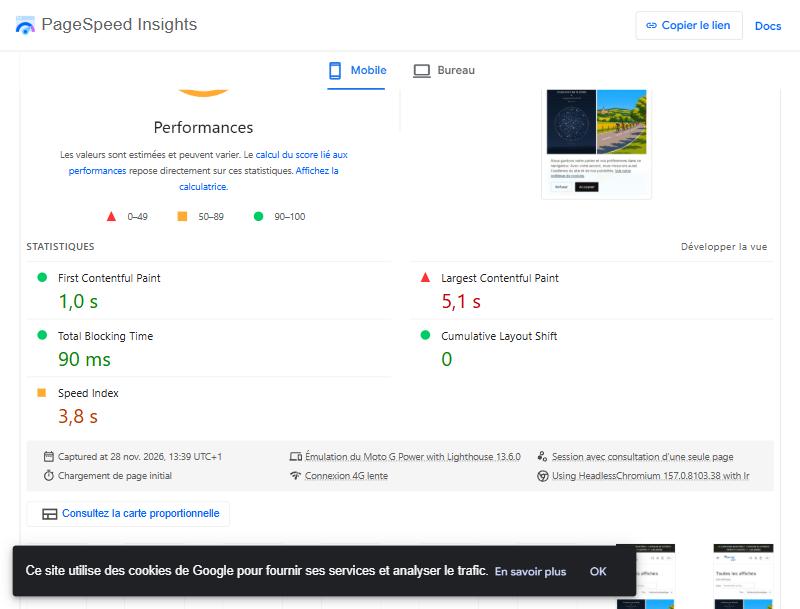 PageSpeed Insights
Copier le lien
Docs
Mobile
Bureau
Performances
Les valeurs sont estimées et peuvent varier. Le calcul du score lié aux
performances repose directement sur ces statistiques. Affichez la
calculatrice.
0–49
50–89
90–100
Refuser
Accepter
STATISTIQUES
Développer la vue
First Contentful Paint
1,0 s
Largest Contentful Paint
5,1 s
Total Blocking Time
90 ms
Cumulative Layout Shift
0
Speed Index
3,8 s
Captured at 28 nov. 2026, 13:39 UTC+1
Émulation du Moto G Power with Lighthouse 13.6.0
Session avec consultation d'une seule page
Chargement de page initial
Connexion 4G lente
Using HeadlessChromium 157.0.8103.38 with lr
Consultez la carte proportionnelle
Ce site utilise des cookies de Google pour fournir ses services et analyser le trafic.
En savoir plus
OK
Toutes les affiches